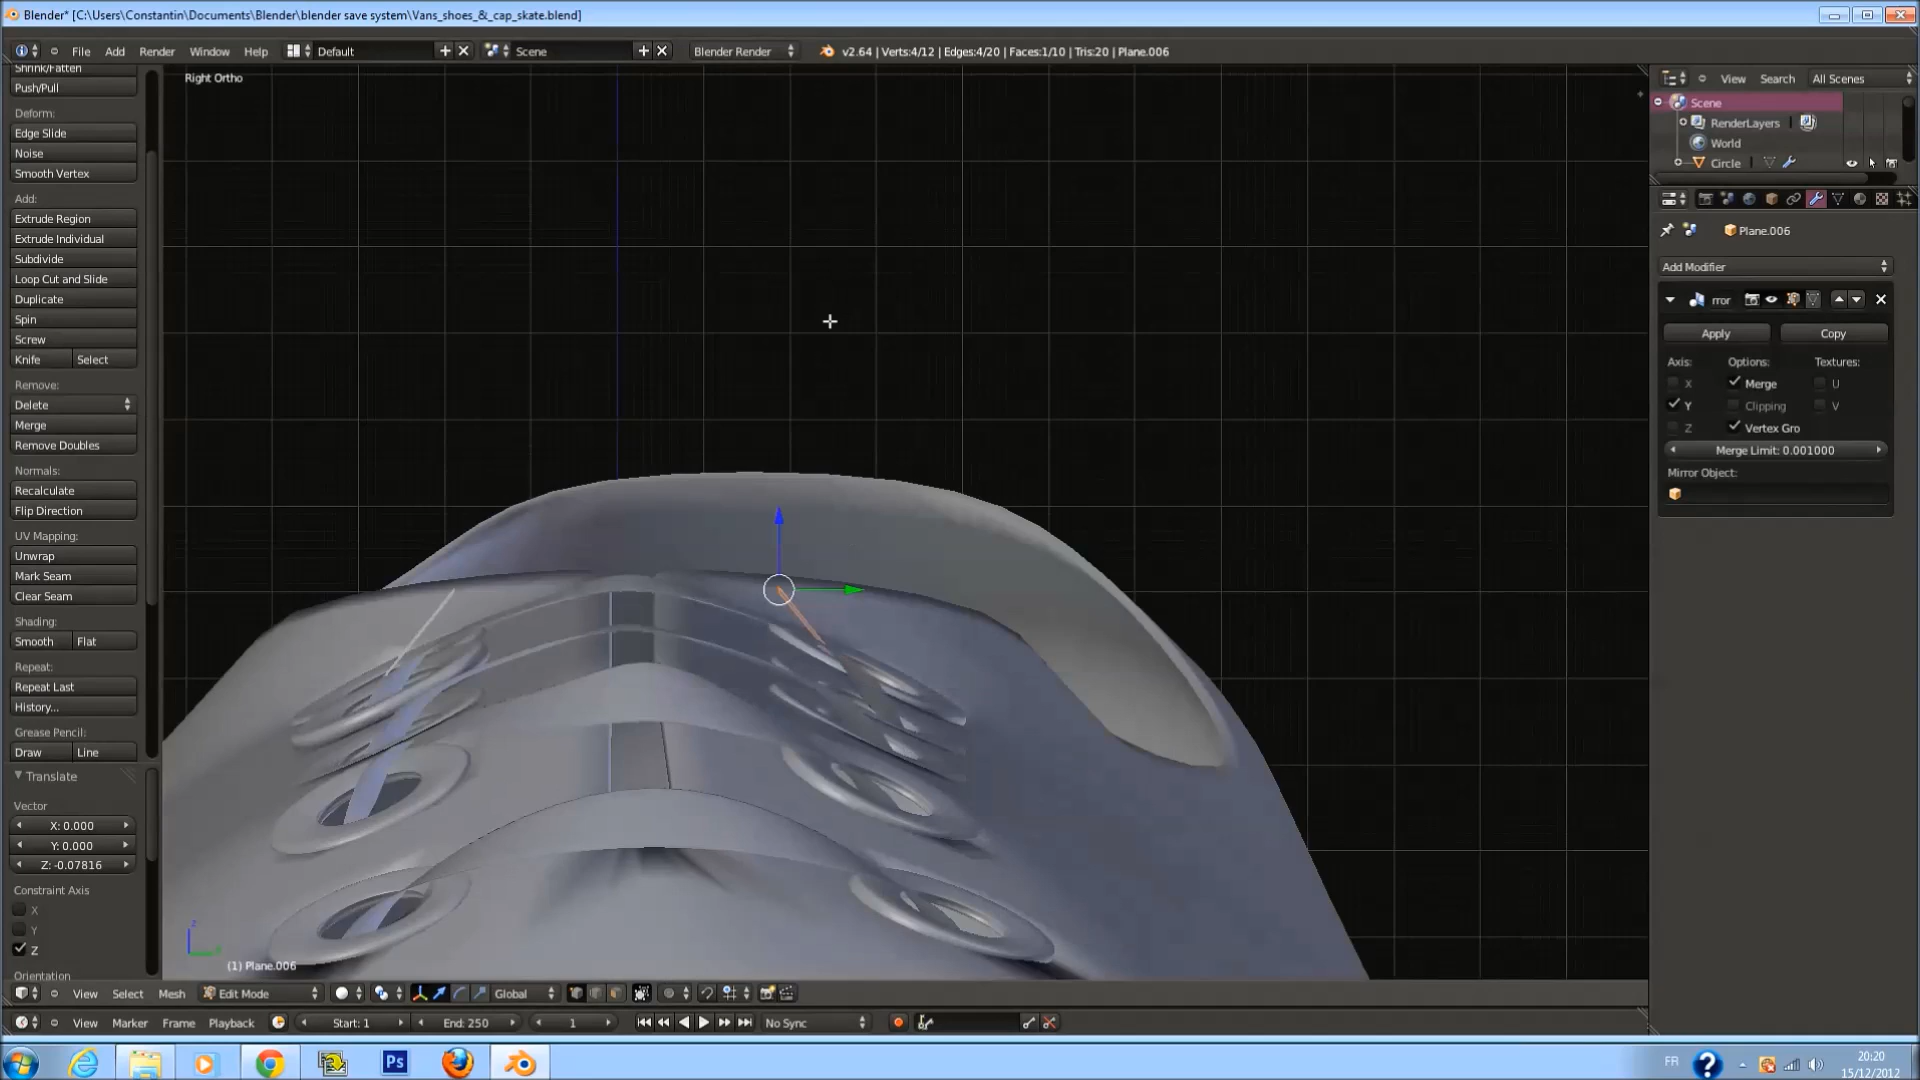 Blender* [C:\Users\Constantin\Documents\Blender\blender save system\Vans_shoes_&_cap_skate.blend]
File Add Render Window Help Default Scene Blender Render v2.64 | Verts:4/12 | Edges:4/20 | Faces:1/10 | Tris:20 | Plane.006
Shrink/Fatten
Push/Pull
Deform:
Edge Slide
Noise
Smooth Vertex
Add:
Extrude Region
Extrude Individual
Subdivide
Loop Cut and Slide
Duplicate
Spin
Screw
Knife Select
Remove:
Delete
Merge
Remove Doubles
Normals:
Recalculate
Flip Direction
UV Mapping:
Unwrap
Mark Seam
Clear Seam
Shading:
Smooth Flat
Repeat:
Repeat Last
History...
Grease Pencil:
Draw Line
Translate
Vector
X: 0.000
Y: 0.000
Z: -0.07816
Constraint Axis
X
Y
Z
Orientation
Right Ortho
(1) Plane.006
View Search All Scenes
Scene
RenderLayers
World
Circle
Plane.006
Add Modifier
rror
Apply Copy
Axis: Options: Textures:
X Merge U
Y Clipping V
Z Vertex Gro
Merge Limit: 0.001000
Mirror Object:
View Select Mesh Edit Mode Global
View Marker Frame Playback Start: 1 End: 250 1 No Sync
Ps
FR
20:20
15/12/2012